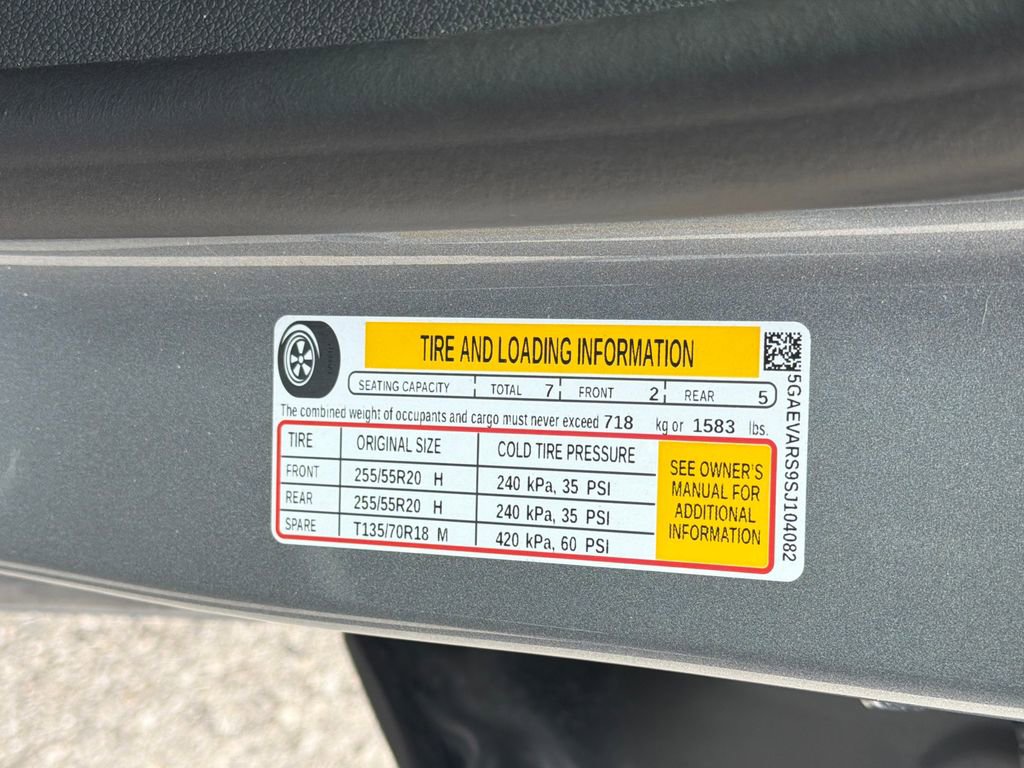 TIRE AND LOADING INFORMATION
SEATING CAPACITY TOTAL 7 FRONT 2 REAR 5
The combined weight of occupants and cargo must never exceed 718 kg or 1583 lbs.
TIRE ORIGINAL SIZE COLD TIRE PRESSURE
FRONT 255/55R20 H 240 kPa, 35 PSI
REAR 255/55R20 H 240 kPa, 35 PSI
SPARE T135/70R18 M 420 kPa, 60 PSI
SEE OWNER'S
MANUAL FOR
ADDITIONAL
INFORMATION
5GAEVARS9SJ104082